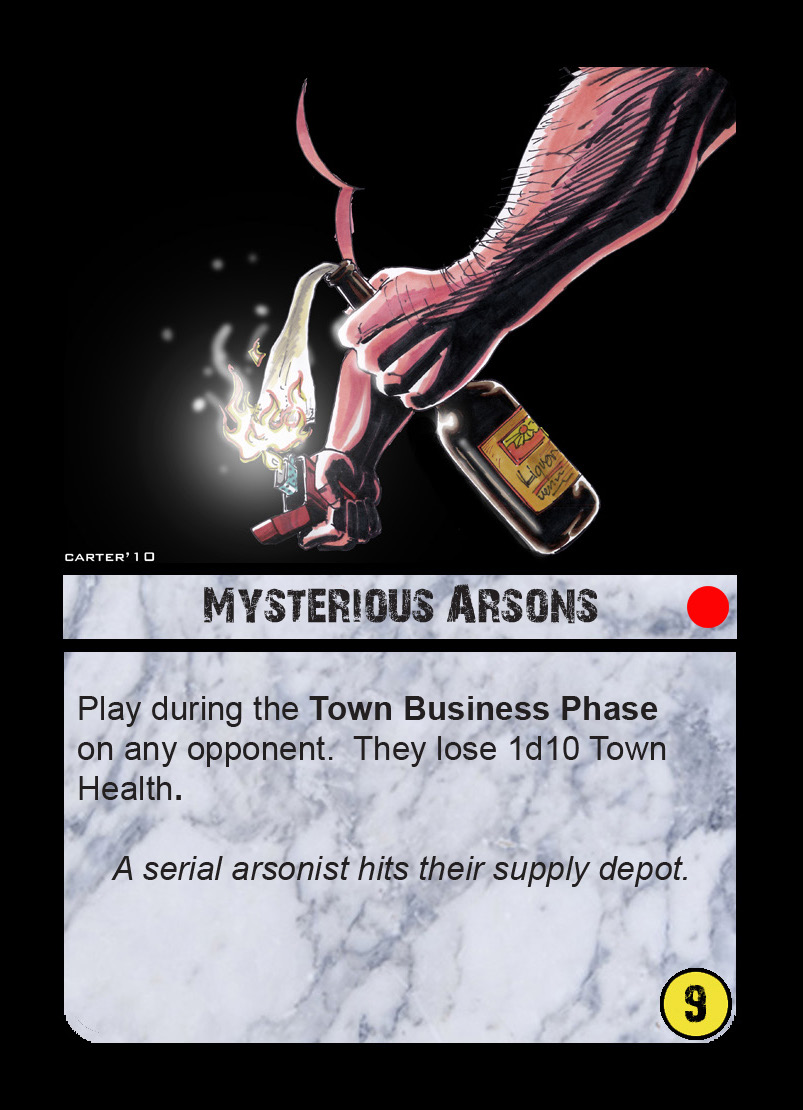 Liquor
CARTER'10
Mysterious Arsons
Play during the Town Business Phase
on any opponent.  They lose 1d10 Town
Health.
A serial arsonist hits their supply depot.
9